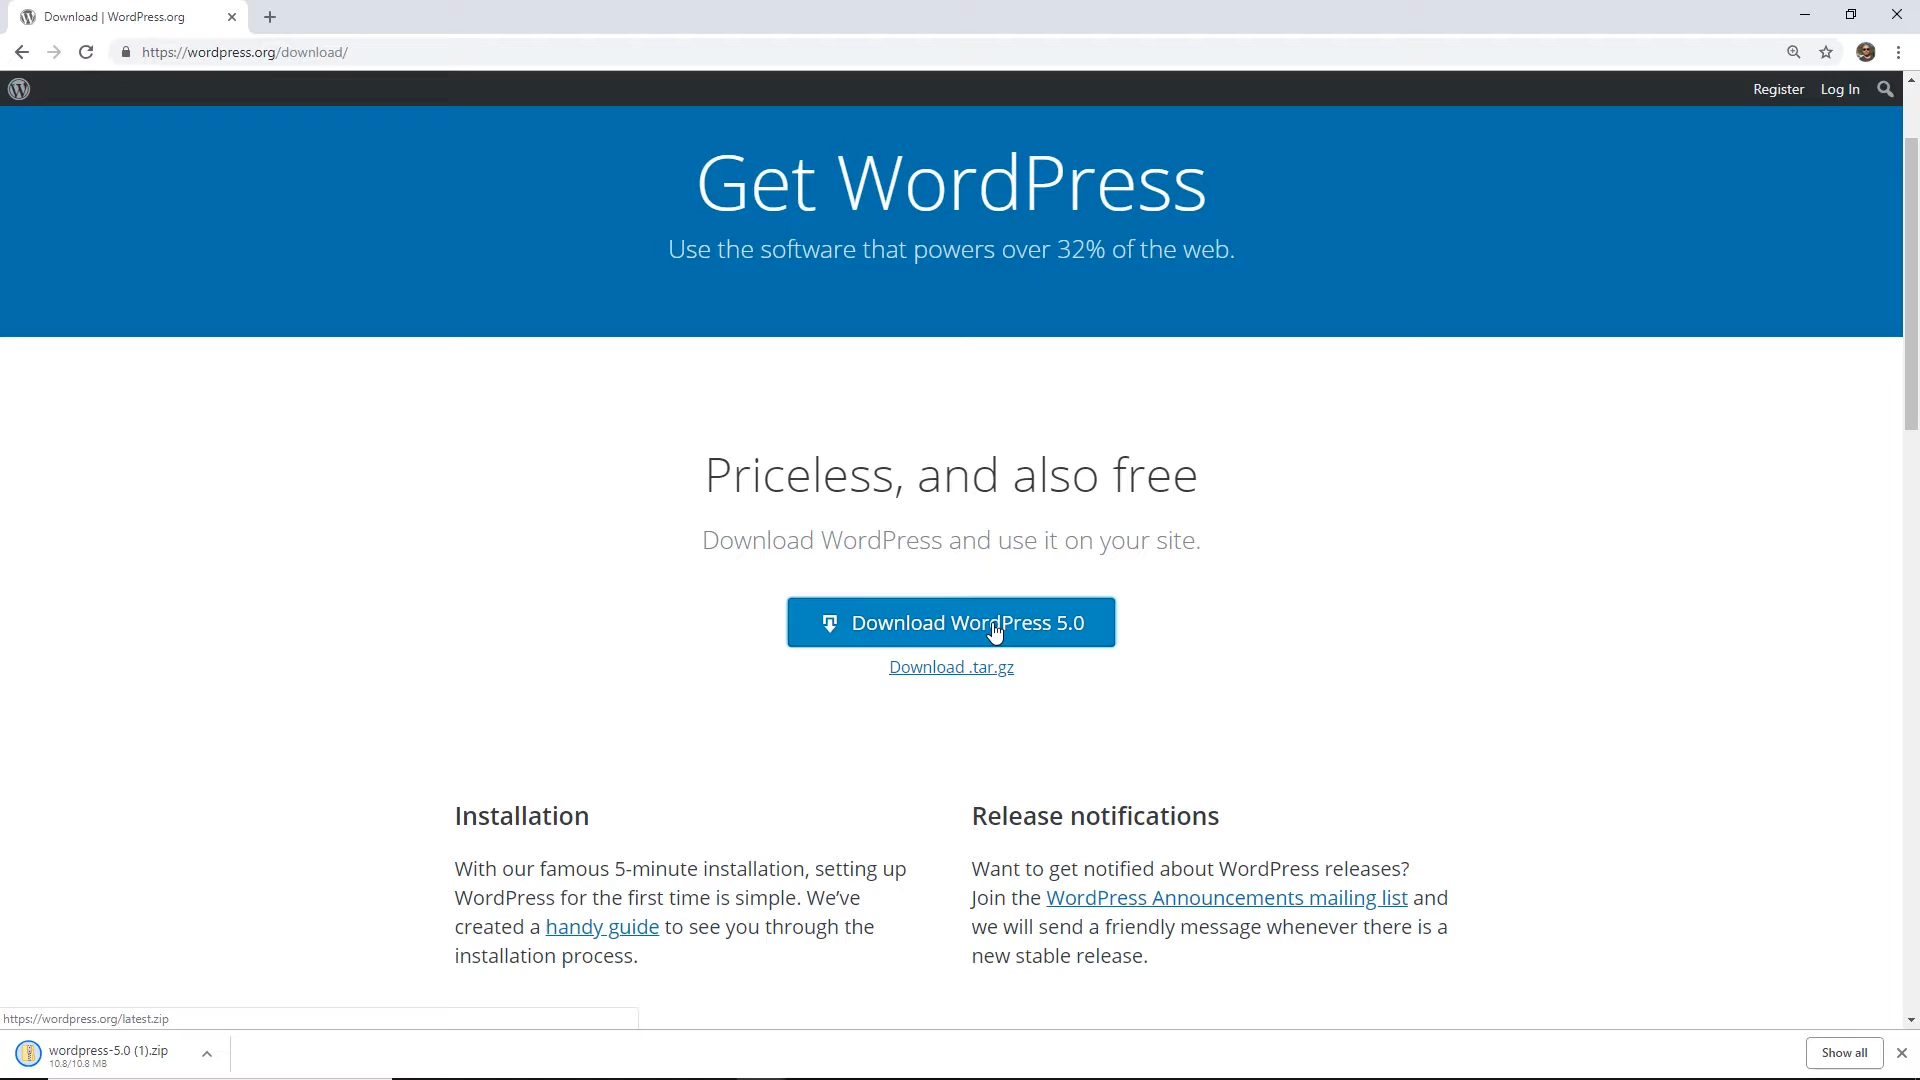 Download | WordPress.org
https://wordpress.org/download/
Register Log In
Get WordPress
Use the software that powers over 32% of the web.
Priceless, and also free
Download WordPress and use it on your site.
Download WordPress 5.0
Download .tar.gz
Installation
With our famous 5-minute installation, setting up
WordPress for the first time is simple. We’ve
created a handy guide to see you through the
installation process.
Release notifications
Want to get notified about WordPress releases?
Join the WordPress Announcements mailing list and
we will send a friendly message whenever there is a
new stable release.
https://wordpress.org/latest.zip
wordpress-5.0 (1).zip
10.8/10.8 MB
Show all